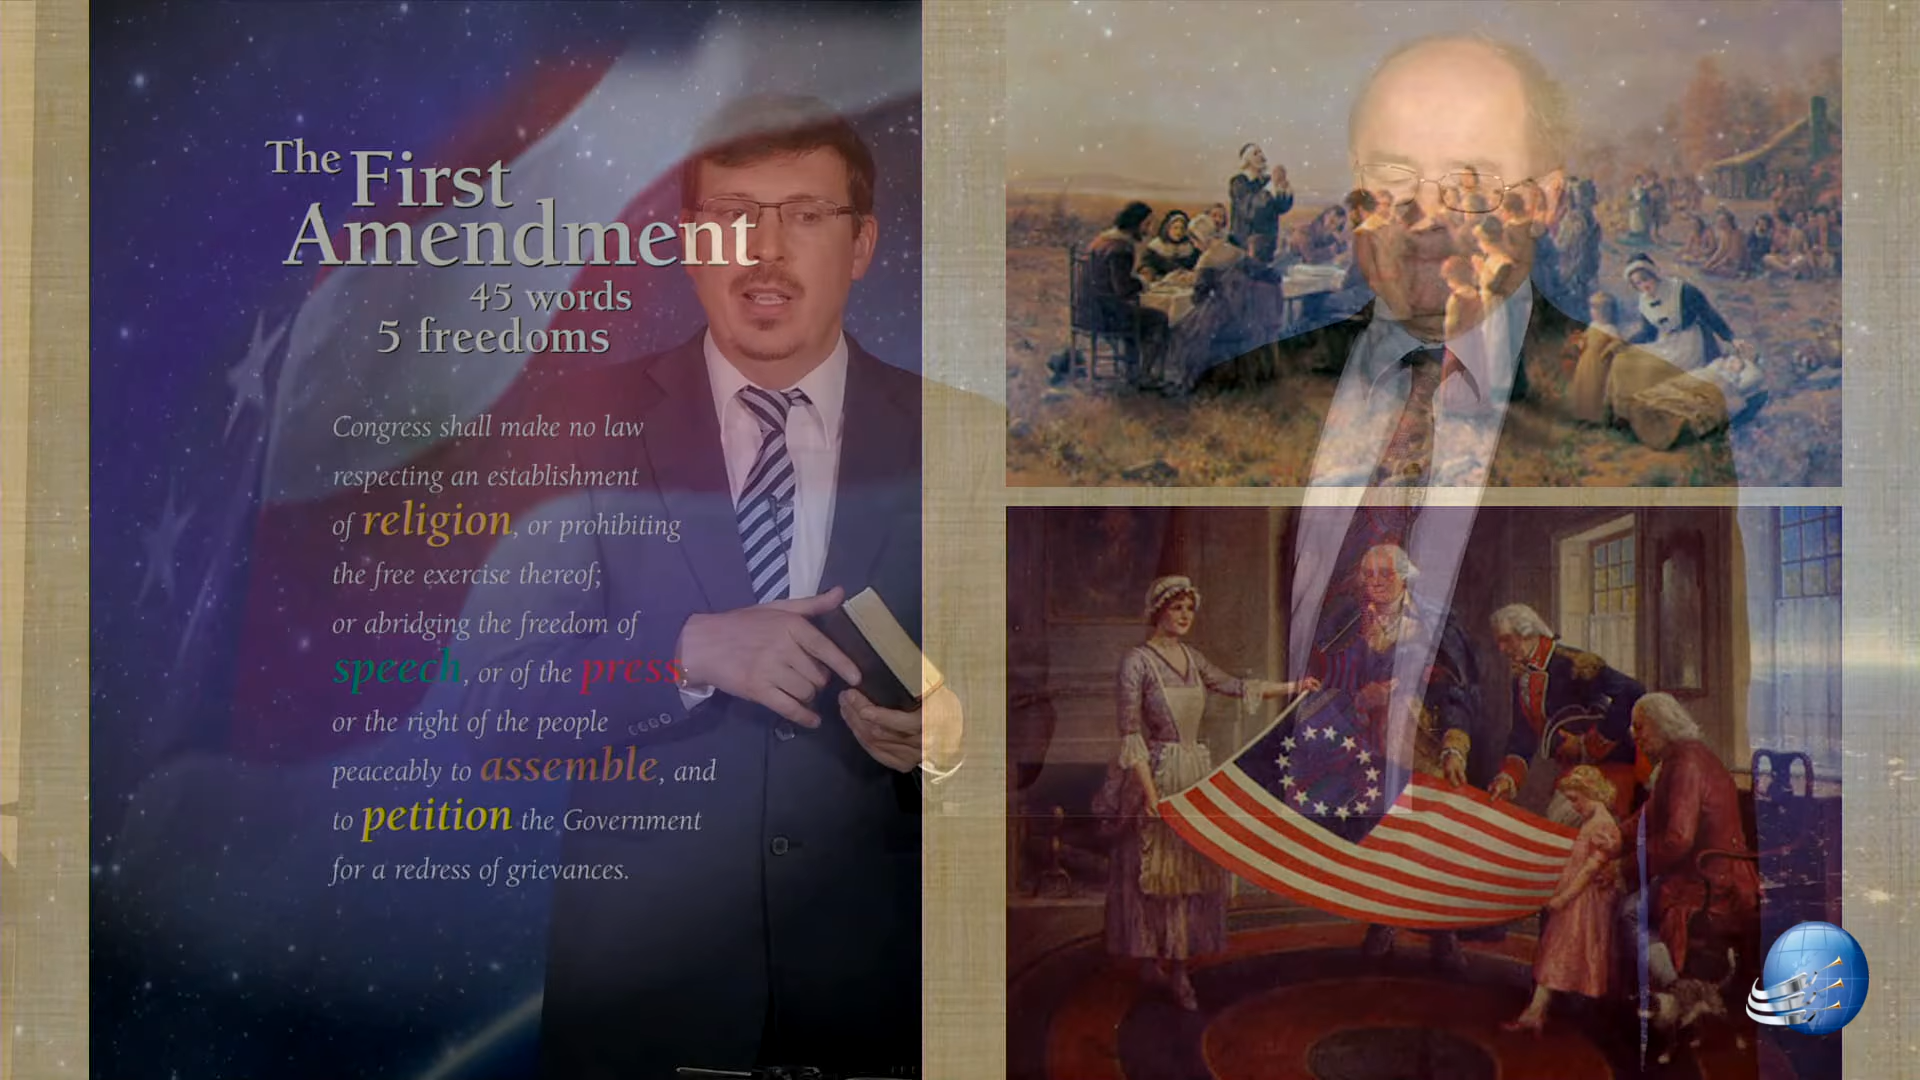 The First
Amendment
45 words
5 freedoms
Congress shall make no law
respecting an establishment
of religion, or prohibiting
the free exercise thereof;
or abridging the freedom of
speech, or of the press;
or the right of the people
peaceably to assemble, and
to petition the Government
for a redress of grievances.